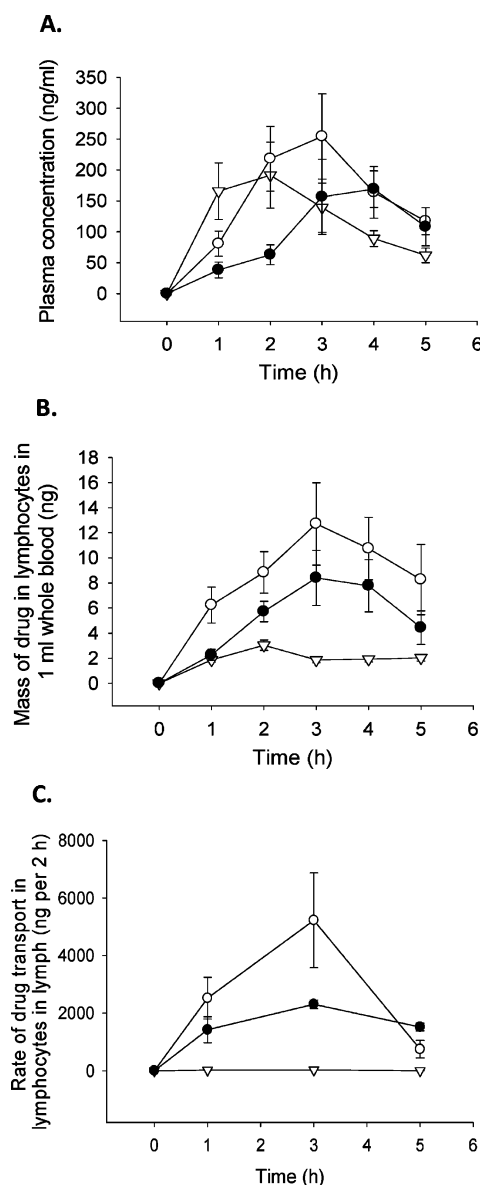 A.
Plasma concentration (ng/ml)
350
300
250
200
150
100
50
0
0 1 2 3 4 5 6
Time (h)
B.
Mass of drug in lymphocytes in
1 ml whole blood (ng)
18
16
14
12
10
8
6
4
2
0
0 1 2 3 4 5 6
Time (h)
C.
Rate of drug transport in
lymphocytes in lymph (ng per 2 h)
8000
6000
4000
2000
0
0 1 2 3 4 5 6
Time (h)